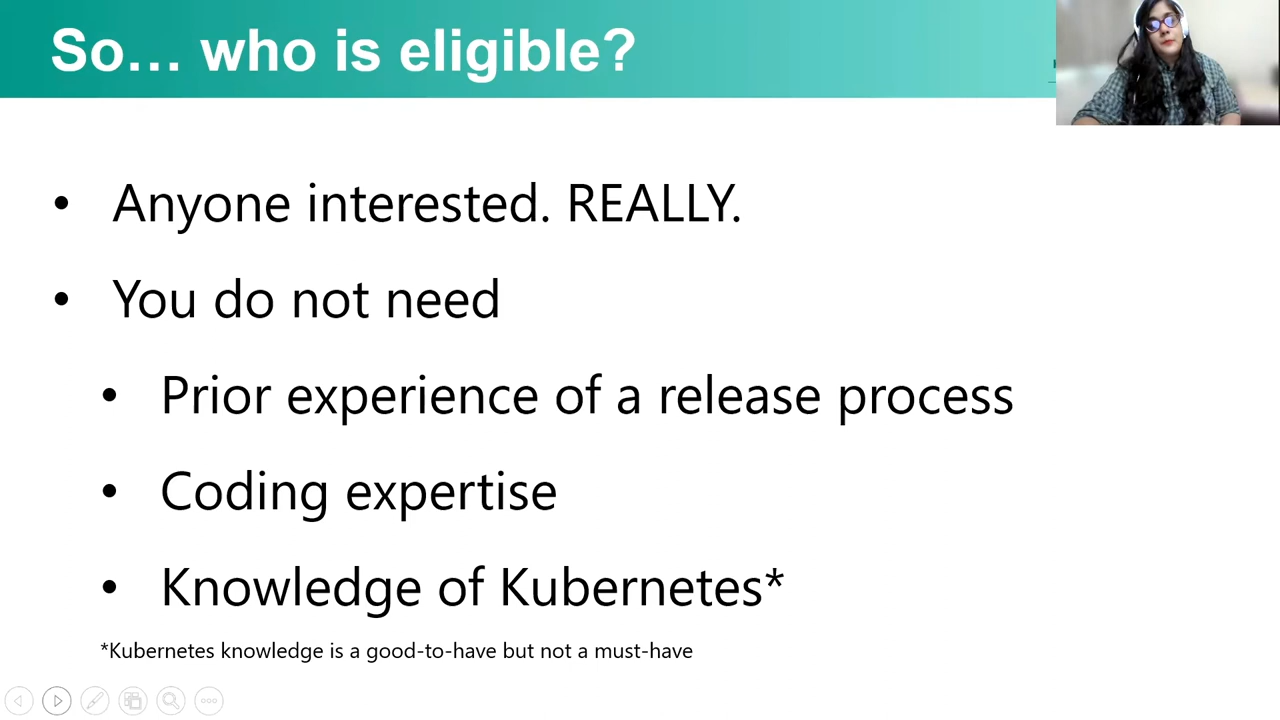 So… who is eligible?
• Anyone interested. REALLY.
• You do not need
• Prior experience of a release process
• Coding expertise
• Knowledge of Kubernetes*
*Kubernetes knowledge is a good-to-have but not a must-have